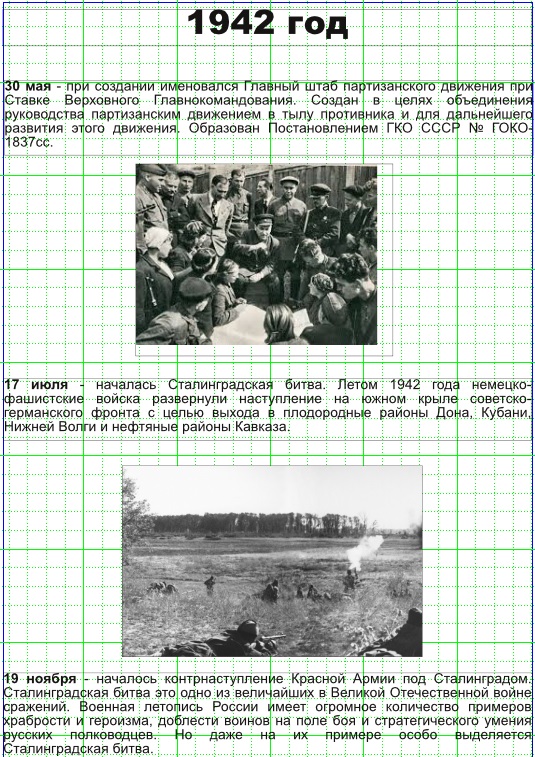 1942 год
30 мая - при создании именовался Главный штаб партизанского движения при
Ставке Верховного Главнокомандования. Создан в целях объединения
руководства партизанским движением в тылу противника и для дальнейшего
развития этого движения. Образован Постановлением ГКО СССР № ГОКО-
1837сс.
17 июля - началась Сталинградская битва. Летом 1942 года немецко-
фашистские войска развернули наступление на южном крыле советско-
германского фронта с целью выхода в плодородные районы Дона, Кубани,
Нижней Волги и нефтяные районы Кавказа.
19 ноября - началось контрнаступление Красной Армии под Сталинградом.
Сталинградская битва это одно из величайших в Великой Отечественной войне
сражений. Военная летопись России имеет огромное количество примеров
храбрости и героизма, доблести воинов на поле боя и стратегического умения
русских полководцев. Но даже на их примере особо выделяется
Сталинградская битва.